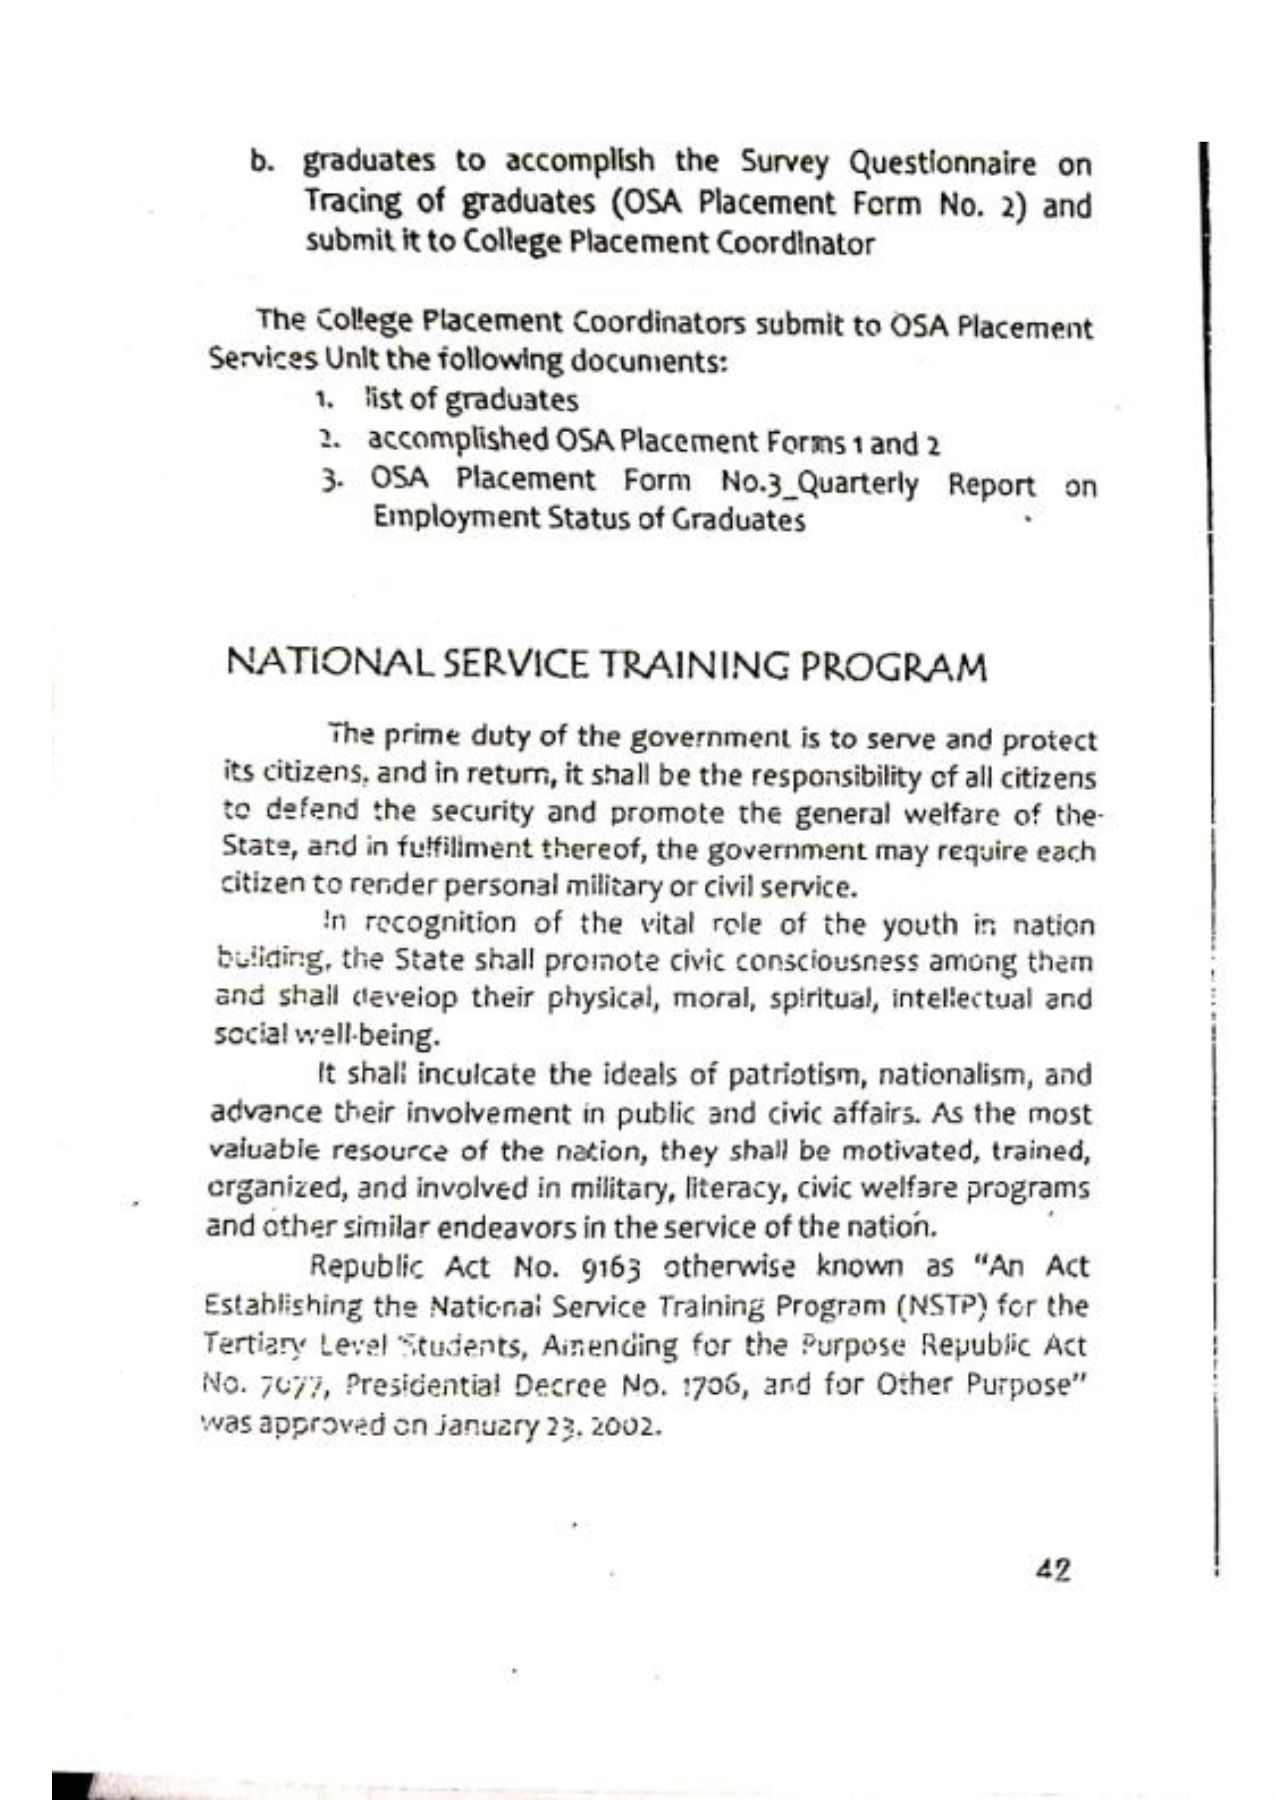 b. graduates to accomplish the Survey Questionnaire on
Tracing of graduates (OSA Placement Form No. 2) and
submit it to College Placement Coordinator
The College Placement Coordinators submit to OSA Placement
Services Unit the following documents:
1. list of graduates
2. accomplished OSA Placement Forms 1 and 2
3. OSA Placement Form No.3_Quarterly Report on
Employment Status of Graduates
NATIONAL SERVICE TRAINING PROGRAM
The prime duty of the government is to serve and protect
its citizens, and in return, it shall be the responsibility of all citizens
to defend the security and promote the general welfare of the
State, and in fulfillment thereof, the government may require each
citizen to render personal military or civil service.
In recognition of the vital role of the youth in nation
building, the State shall promote civic consciousness among them
and shall develop their physical, moral, spiritual, intellectual and
social well-being.
It shall inculcate the ideals of patriotism, nationalism, and
advance their involvement in public and civic affairs. As the most
valuable resource of the nation, they shall be motivated, trained,
organized, and involved in military, literacy, civic welfare programs
and other similar endeavors in the service of the nation.
Republic Act No. 9163 otherwise known as "An Act
Establishing the National Service Training Program (NSTP) for the
Tertiary Level Students, Amending for the Purpose Republic Act
No. 7077, Presidential Decree No. 1706, and for Other Purpose"
was approved on January 23, 2002.
42